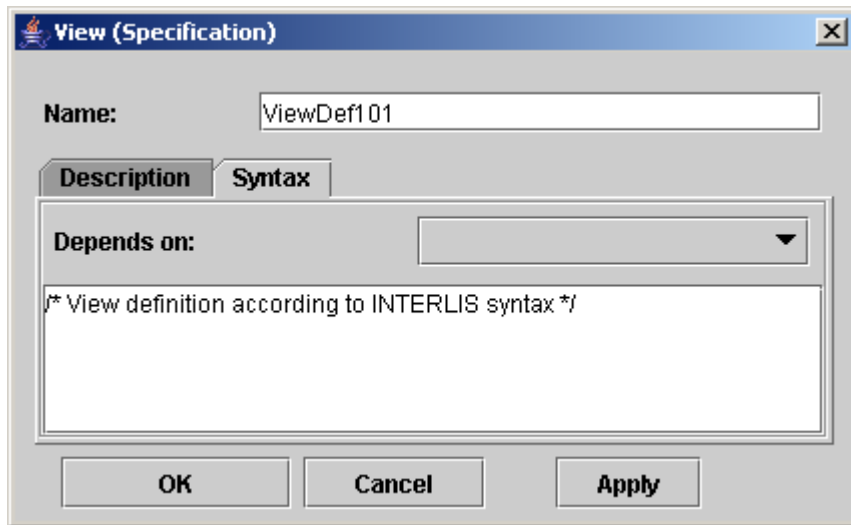 View (Specification)
Name: ViewDef101
Description Syntax
Depends on:
/* View definition according to INTERLIS syntax */
OK Cancel Apply